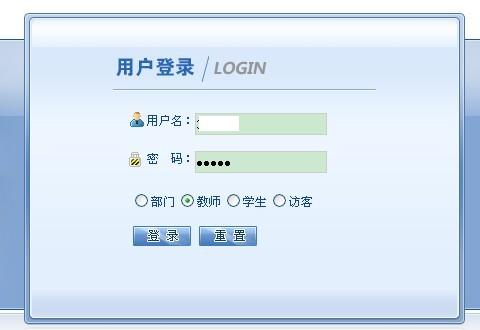 用户登录 / LOGIN
用户名：
密 码： •••••
部门 教师 学生 访客
登 录 重 置